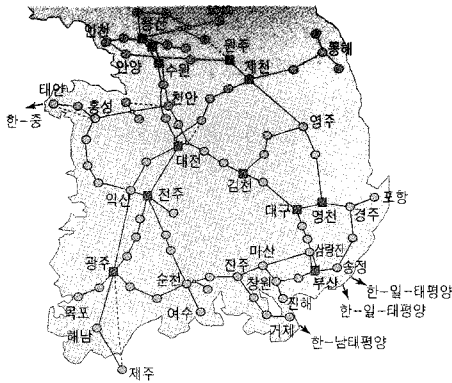 인천
안양
수원
원주
제천
동해
태안
홍성
천안
한-중
영주
대전
김천
익산
전주
대구
영천
경주
포항
마산
삼랑진
광주
순천
진주
창원
부산
송정
목포
해남
여수
진해
거제
한-일-태평양
한-일-태평양
한-남태평양
제주